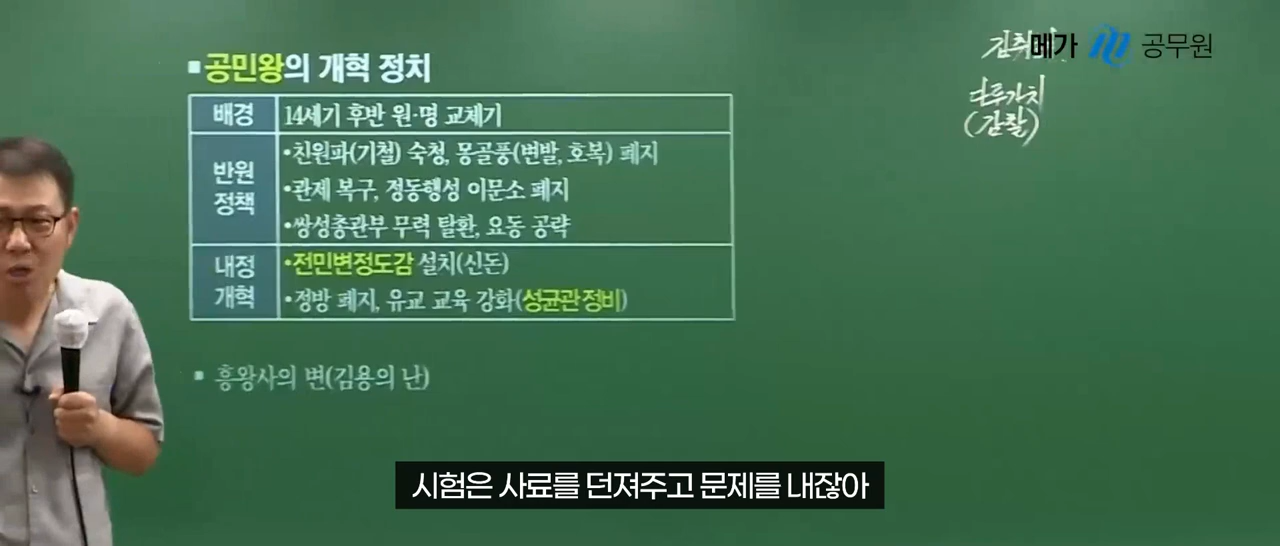 메가 공무원
다루가치
(감찰)
▪공민왕의 개혁 정치
배경 14세기 후반 원·명 교체기
반원 정책
•친원파(기철) 숙청, 몽골풍(변발, 호복) 폐지
•관제 복구, 정동행성 이문소 폐지
•쌍성총관부 무력 탈환, 요동 공략
내정 개혁
•전민변정도감 설치(신돈)
•정방 폐지, 유교 교육 강화(성균관 정비)
▪ 흥왕사의 변(김용의 난)
시험은 사료를 던져주고 문제를 내잖아